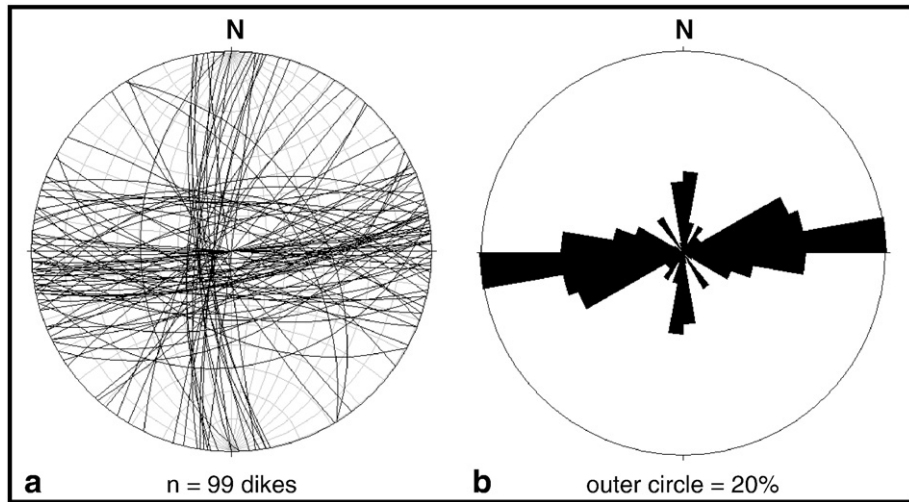 N
N
a
n = 99 dikes
b
outer circle = 20%